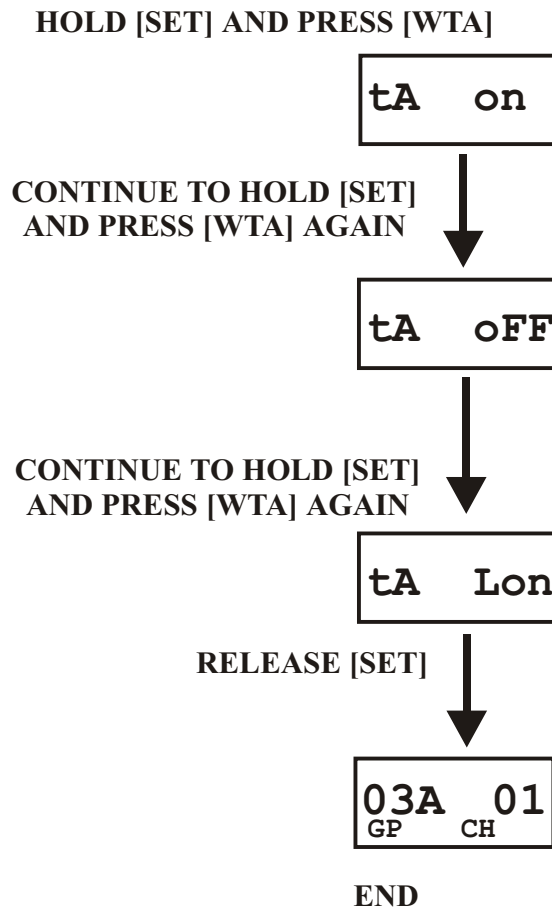 HOLD [SET] AND PRESS [WTA]
tA on
CONTINUE TO HOLD [SET]
AND PRESS [WTA] AGAIN
tA oFF
CONTINUE TO HOLD [SET]
AND PRESS [WTA] AGAIN
tA Lon
RELEASE [SET]
03A 01
GP CH
END